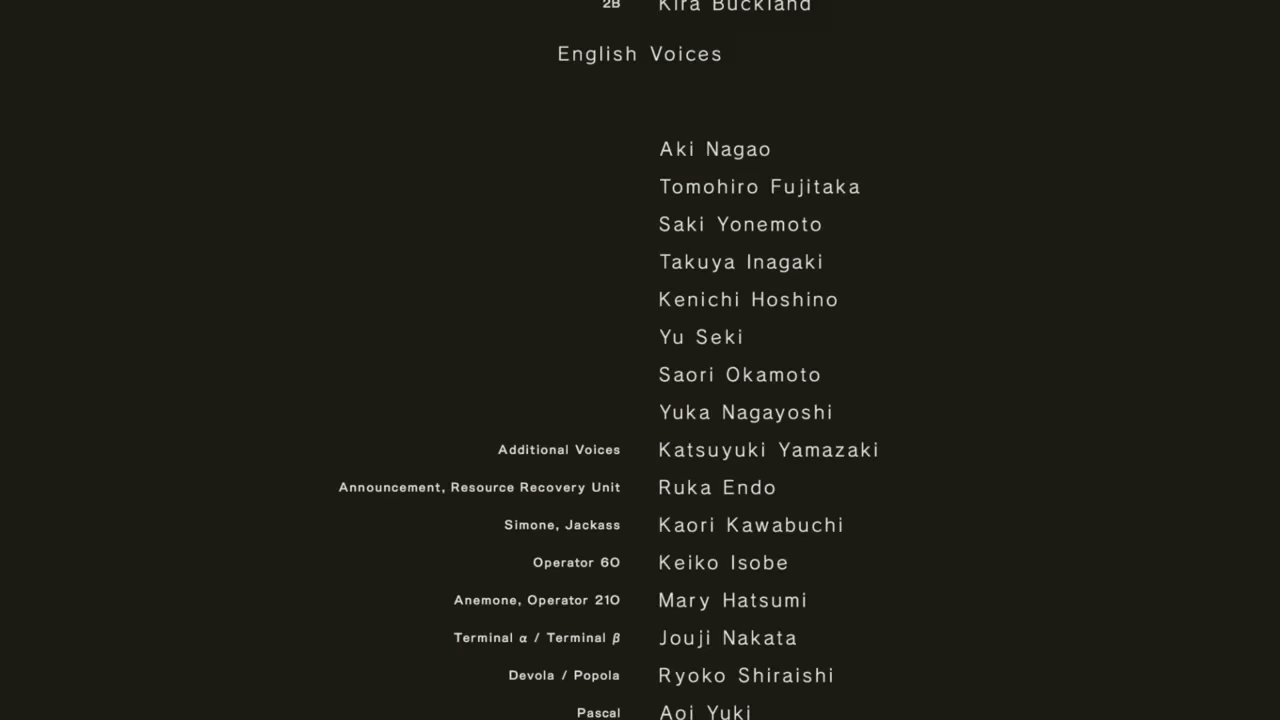 2B Kira Buckland
English Voices
Aki Nagao
Tomohiro Fujitaka
Saki Yonemoto
Takuya Inagaki
Kenichi Hoshino
Yu Seki
Saori Okamoto
Yuka Nagayoshi
Additional Voices Katsuyuki Yamazaki
Announcement, Resource Recovery Unit Ruka Endo
Simone, Jackass Kaori Kawabuchi
Operator 6O Keiko Isobe
Anemone, Operator 21O Mary Hatsumi
Terminal α / Terminal β Jouji Nakata
Devola / Popola Ryoko Shiraishi
Pascal Aoi Yuki